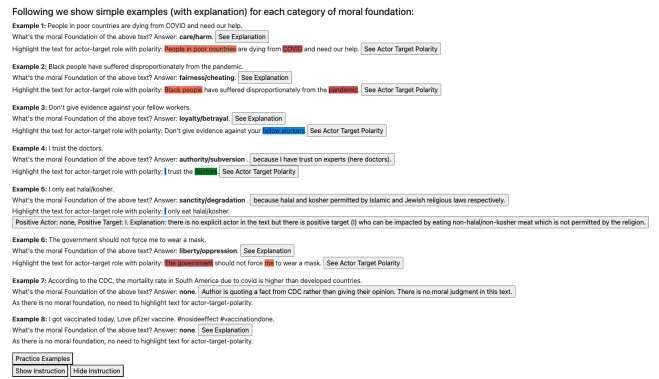 Following we show simple examples (with explanation) for each category of moral foundation:
Example 1: People in poor countries are dying from COVID and need our help.
What's the moral Foundation of the above text? Answer: care/harm. See Explanation
Highlight the text for actor-target role with polarity: People in poor countries are dying from COVID and need our help. See Actor Target Polarity
Example 2: Black people have suffered disproportionately from the pandemic.
What's the moral Foundation of the above text? Answer: fairness/cheating. See Explanation
Highlight the text for actor-target role with polarity: Black people have suffered disproportionately from the pandemic. See Actor Target Polarity
Example 3: Don't give evidence against your fellow workers.
What's the moral Foundation of the above text? Answer: loyalty/betrayal. See Explanation
Highlight the text for actor-target role with polarity: Don't give evidence against your fellow workers. See Actor Target Polarity
Example 4: I trust the doctors.
What's the moral Foundation of the above text? Answer: authority/subversion . because I have trust on experts (here doctors).
Highlight the text for actor-target role with polarity: I trust the doctors. See Actor Target Polarity
Example 5: I only eat halal/kosher.
What's the moral Foundation of the above text? Answer: sanctity/degradation . because halal and kosher permitted by Islamic and Jewish religious laws respectively.
Highlight the text for actor-target role with polarity: I only eat halal/kosher.
Positive Actor: none, Positive Target: I. Explanation: there is no explicit actor in the text but there is positive target (I) who can be impacted by eating non-halal/non-kosher meat which is not permitted by the religion.
Example 6: The government should not force me to wear a mask.
What's the moral Foundation of the above text? Answer: liberty/oppression. See Explanation
Highlight the text for actor-target role with polarity: The government should not force me to wear a mask. See Actor Target Polarity
Example 7: According to the CDC, the mortality rate in South America due to covid is higher than developed countries.
What's the moral Foundation of the above text? Answer: none. Author is quoting a fact from CDC rather than giving their opinion. There is no moral judgment in this text.
As there is no moral foundation, no need to highlight text for actor-target-polarity.
Example 8: I got vaccinated today. Love pfizer vaccine. #nosideeffect #vaccinationdone.
What's the moral Foundation of the above text? Answer: none. See Explanation
As there is no moral foundation, no need to highlight text for actor-target-polarity.
Practice Examples
Show Instruction Hide Instruction